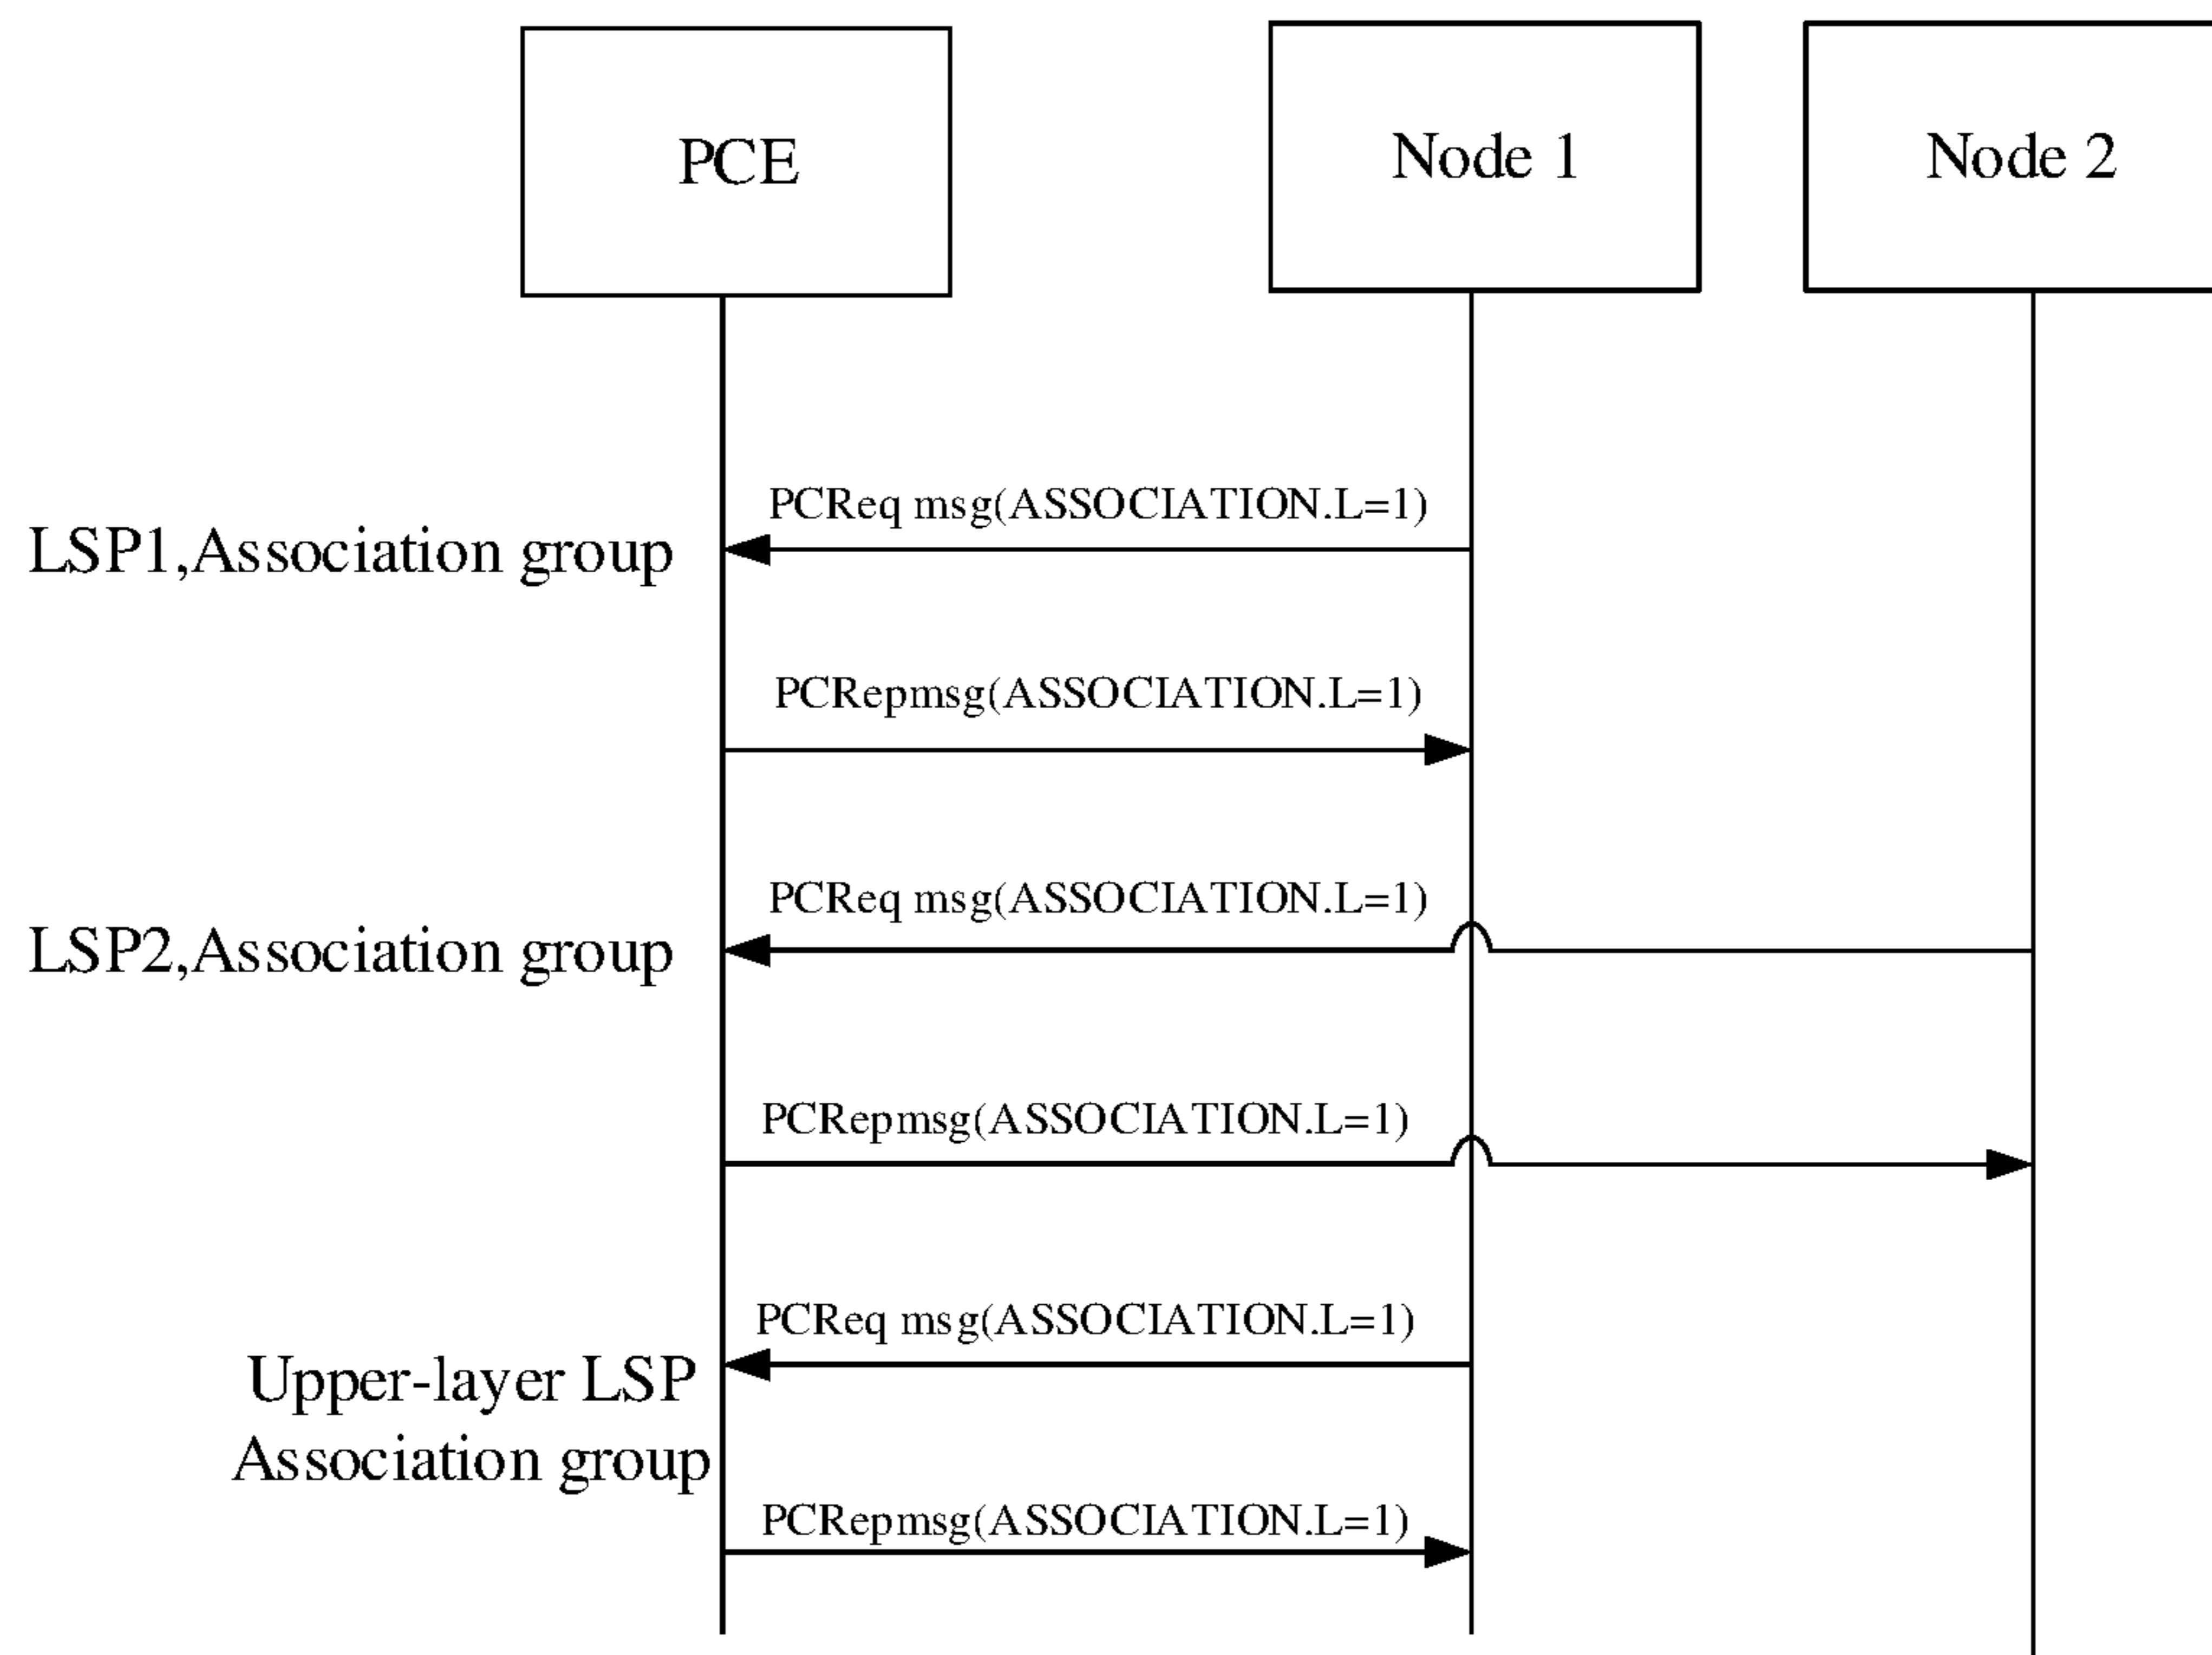 PCE
Node 1
Node 2
PCReq msg(ASSOCIATION.L=1)
LSP1,Association group
PCRepmsg(ASSOCIATION.L=1)
PCReq msg(ASSOCIATION.L=1)
LSP2,Association group
PCRepmsg(ASSOCIATION.L=1)
PCReq msg(ASSOCIATION.L=1)
Upper-layer LSP
Association group
PCRepmsg(ASSOCIATION.L=1)